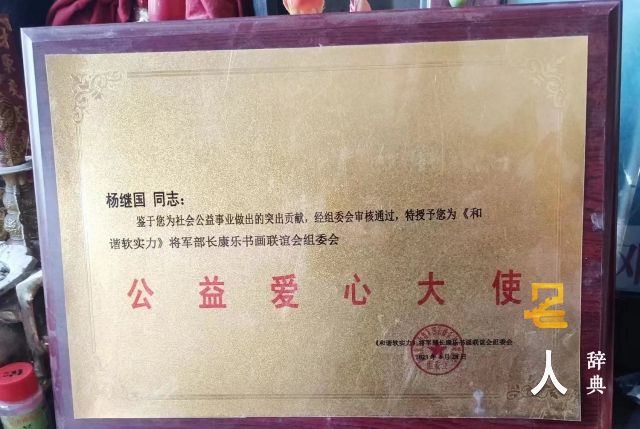 杨继国 同志：
鉴于您为社会公益事业做出的突出贡献，经组委会审核通过，特授予您为《和
谐软实力》将军部长康乐书画联谊会组委会
公益爱心大使
《和谐软实力》将军部长康乐书画联谊会组委会
名人辞典